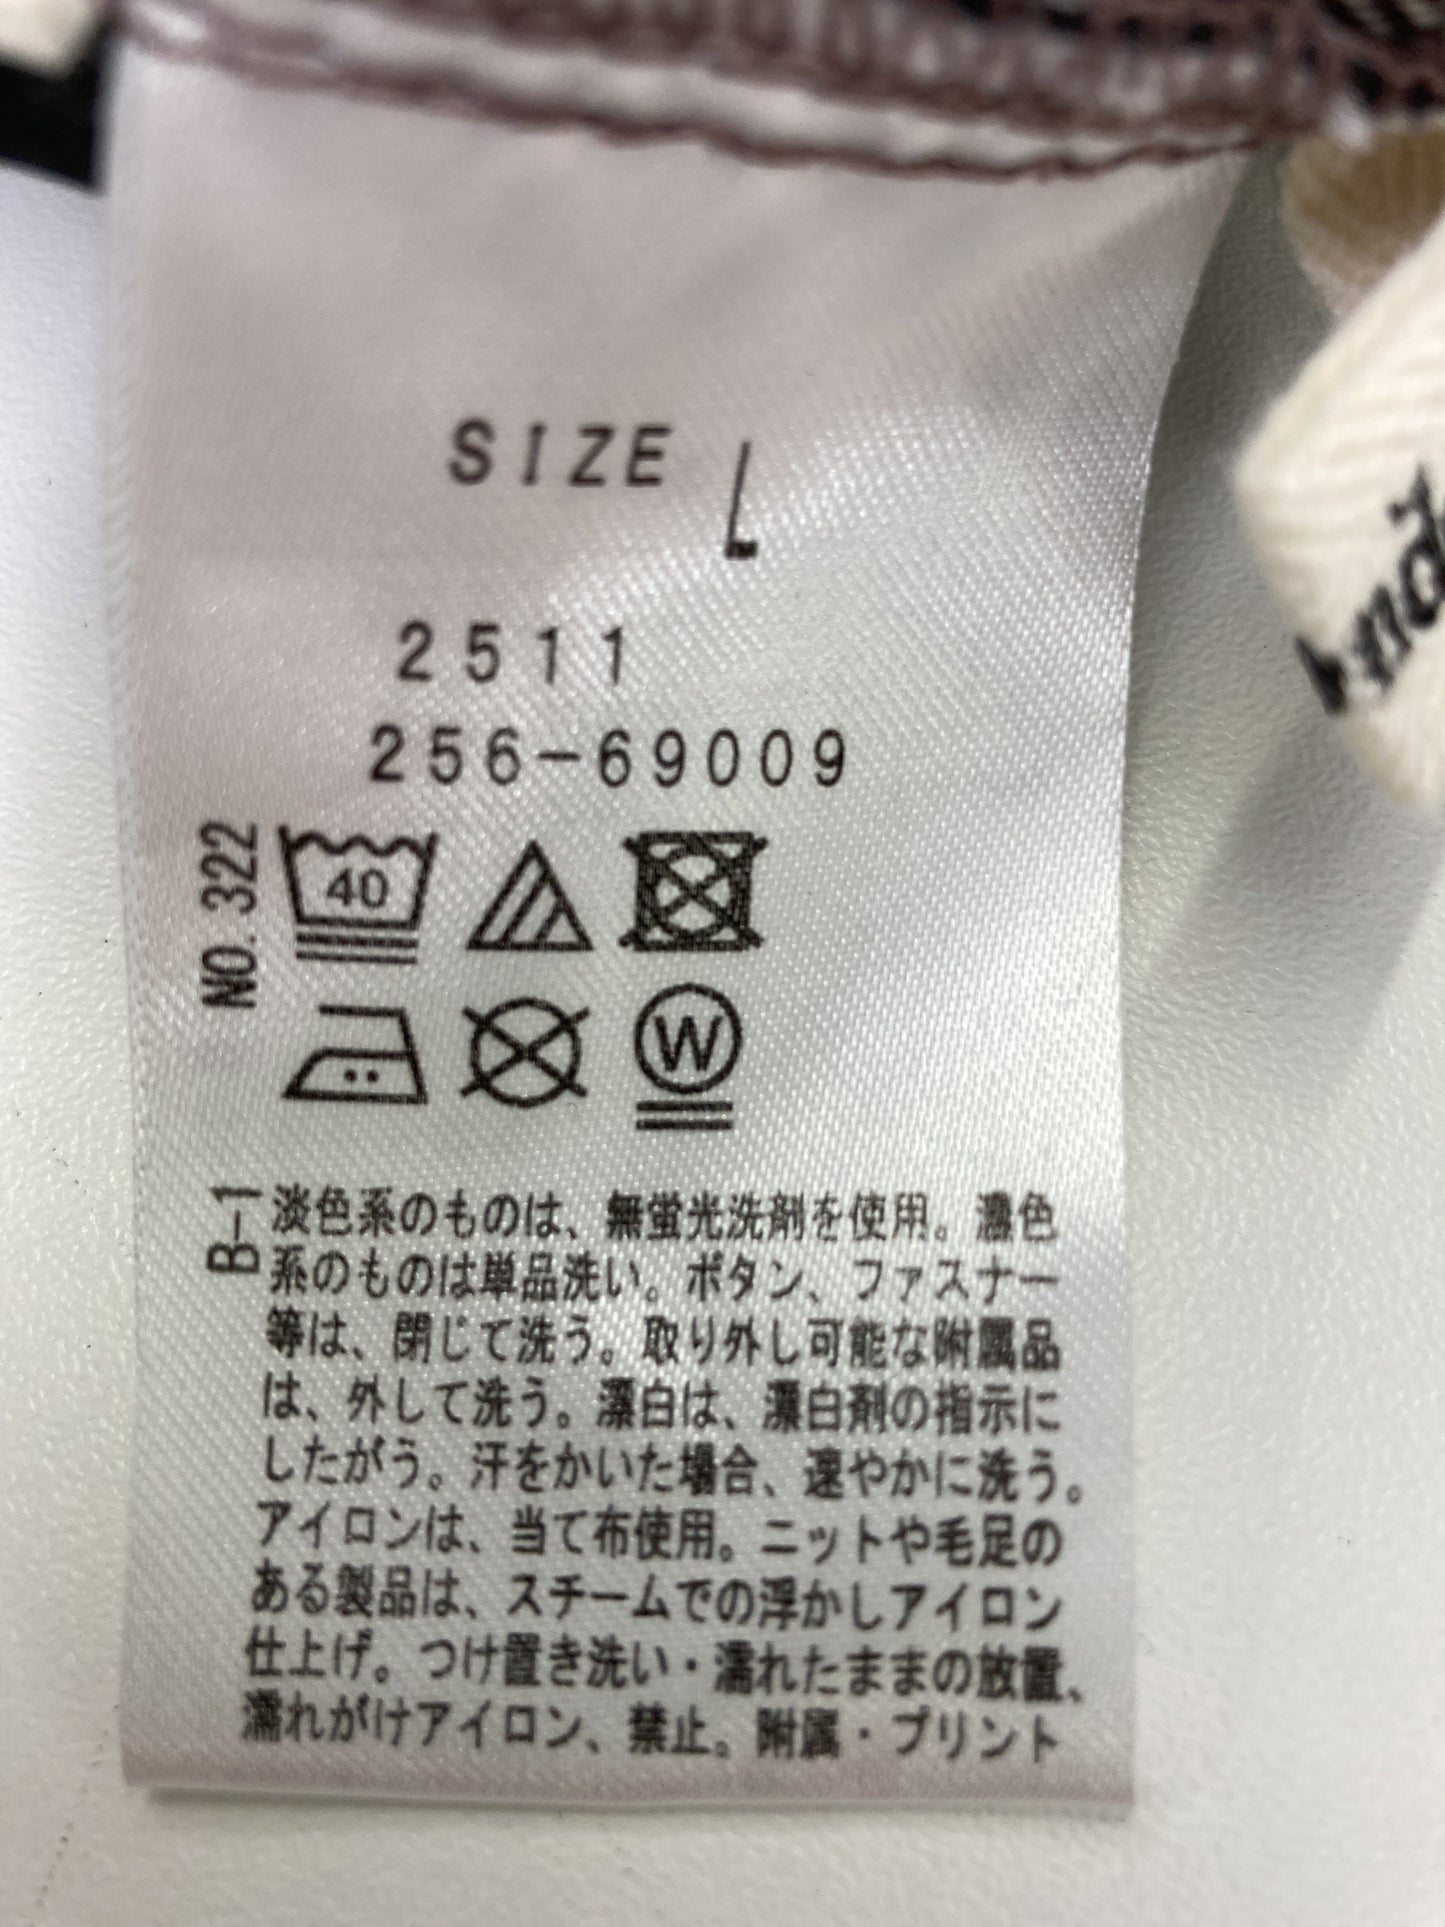 SIZE L
2511
256-69009
NO. 322
40
W
B-1
淡色系のものは、無蛍光洗剤を使用。濃色
系のものは単品洗い。ボタン、ファスナー
等は、閉じて洗う。取り外し可能な附属品
は、外して洗う。漂白は、漂白剤の指示に
したがう。汗をかいた場合、速やかに洗う。
アイロンは、当て布使用。ニットや毛足の
ある製品は、スチームでの浮かしアイロン
仕上げ。つけ置き洗い・濡れたままの放置、
濡れがけアイロン、禁止。附属・プリント